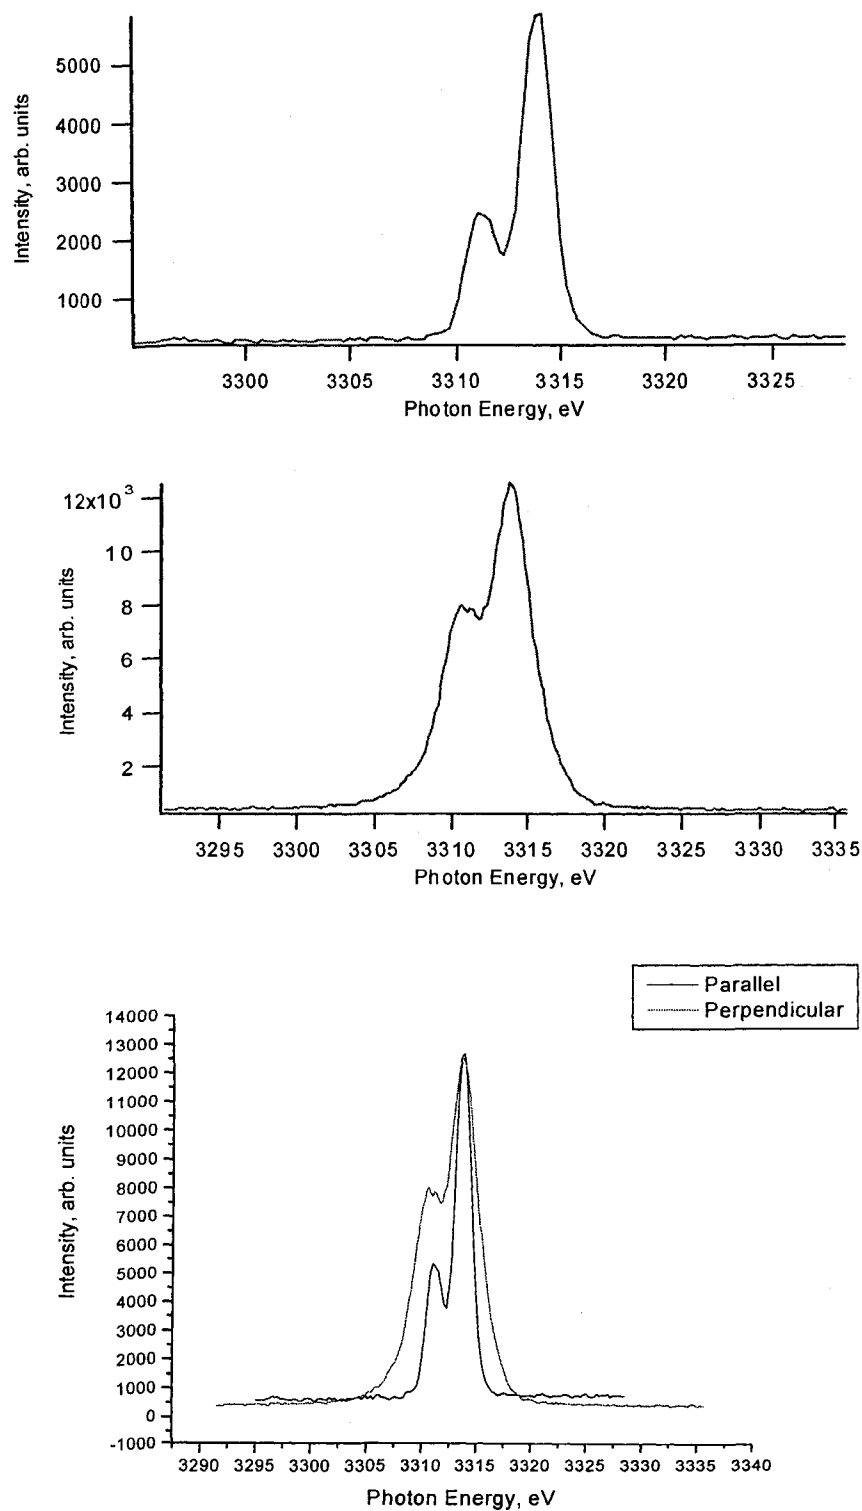 Intensity, arb. units
5000
4000
3000
2000
1000
3300 3305 3310 3315 3320 3325
Photon Energy, eV
Intensity, arb. units
12x10³
10
8
6
4
2
3295 3300 3305 3310 3315 3320 3325 3330 3335
Photon Energy, eV
Parallel
Perpendicular
Intensity, arb. units
14000
13000
12000
11000
10000
9000
8000
7000
6000
5000
4000
3000
2000
1000
0
-1000
3290 3295 3300 3305 3310 3315 3320 3325 3330 3335 3340
Photon Energy, eV